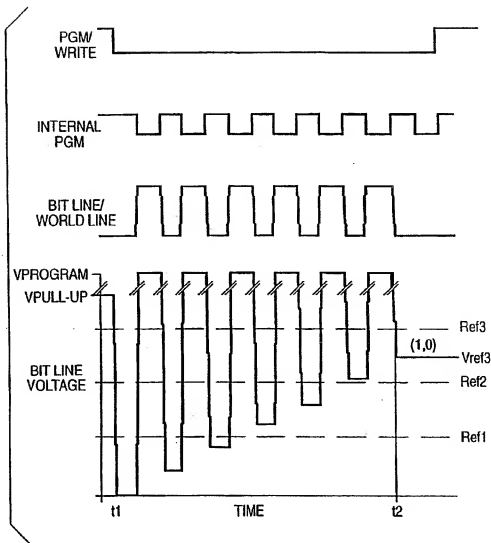 PGM/
WRITE
INTERNAL
PGM
BIT LINE/
WORLD LINE
VPROGRAM
VPULL-UP
Ref3
(1,0)
Vref3
BIT LINE
VOLTAGE
Ref2
Ref1
t1
TIME
t2